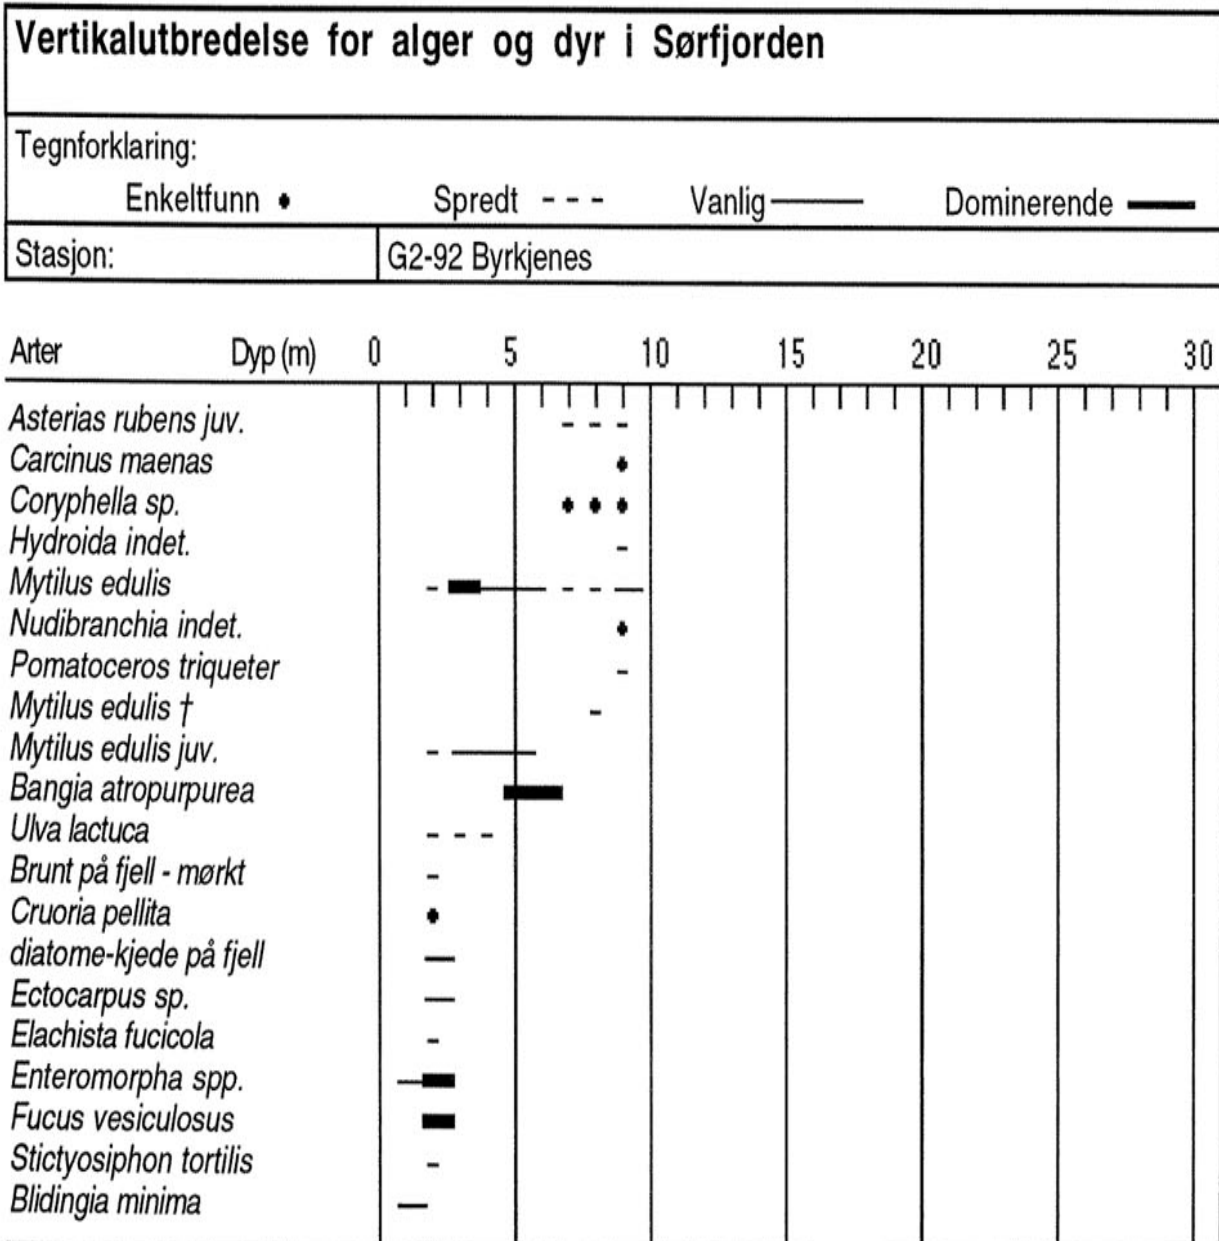 Vertikalutbredelse for alger og dyr i Sørfjorden
Tegnforklaring:
Enkeltfunn Spredt Vanlig Dominerende
Stasjon: G2-92 Byrkjenes
Arter Dyp (m) 0 5 10 15 20 25 30
Asterias rubens juv.
Carcinus maenas
Coryphella sp.
Hydroida indet.
Mytilus edulis
Nudibranchia indet.
Pomatoceros triqueter
Mytilus edulis †
Mytilus edulis juv.
Bangia atropurpurea
Ulva lactuca
Brunt på fjell - mørkt
Cruoria pellita
diatome-kjede på fjell
Ectocarpus sp.
Elachista fucicola
Enteromorpha spp.
Fucus vesiculosus
Stictyosiphon tortilis
Blidingia minima